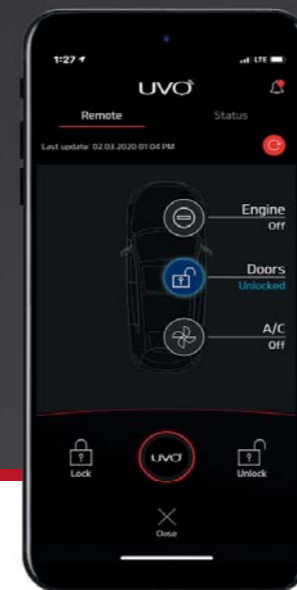 1:27 LTE
UVO
Remote Status
Last update: 02.03.2020 01:04 PM
Engine
Off
Doors
Unlocked
A/C
Off
Lock UVO Unlock
Close